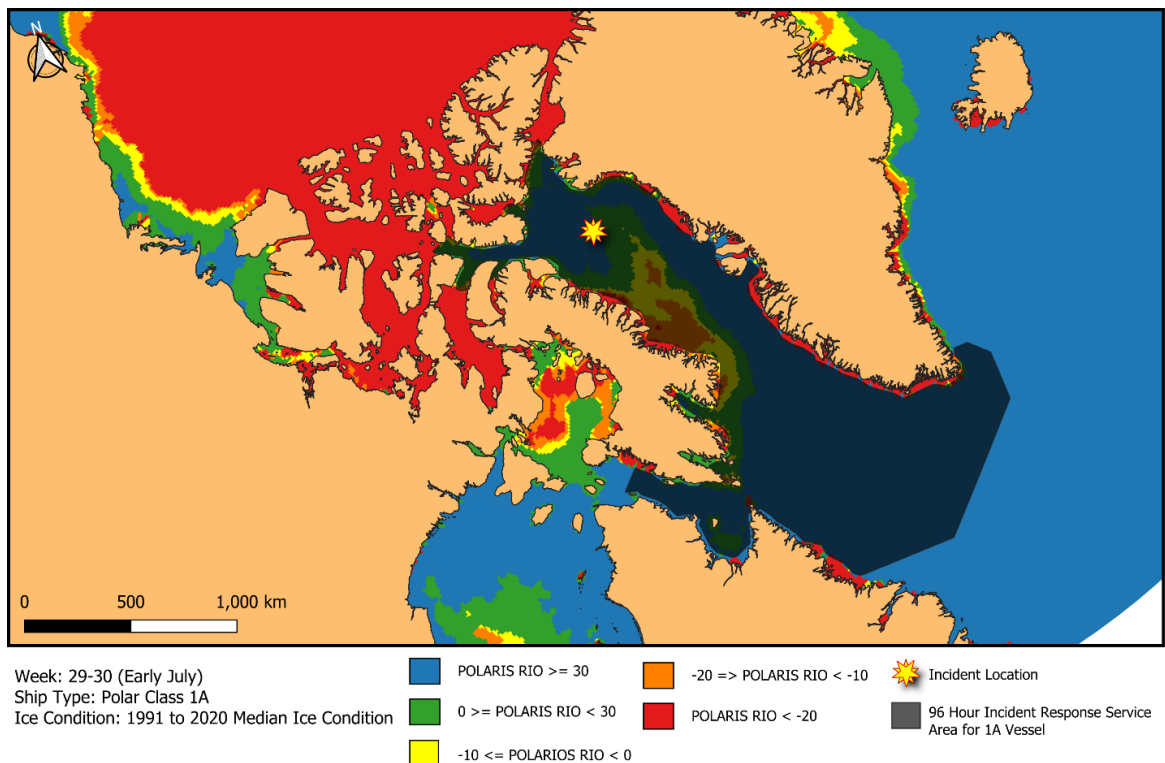 N
0 500 1,000 km
Week: 29-30 (Early July)
Ship Type: Polar Class 1A
Ice Condition: 1991 to 2020 Median Ice Condition
POLARIS RIO >= 30
0 >= POLARIS RIO < 30
-10 <= POLARIOS RIO < 0
-20 => POLARIS RIO < -10
POLARIS RIO < -20
Incident Location
96 Hour Incident Response Service
Area for 1A Vessel